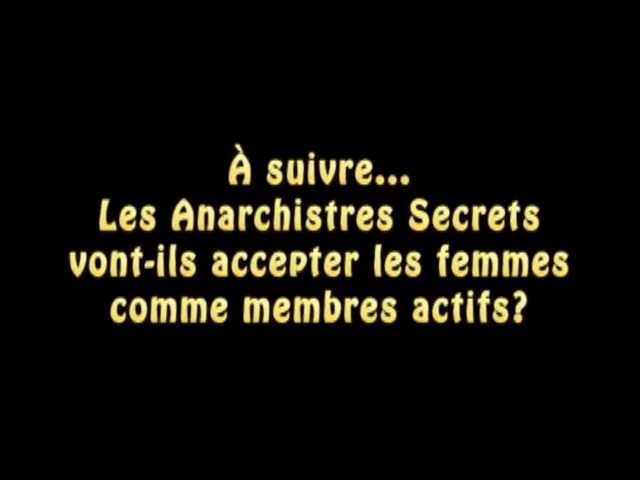 À suivre...
Les Anarchistres Secrets
vont-ils accepter les femmes
comme membres actifs?